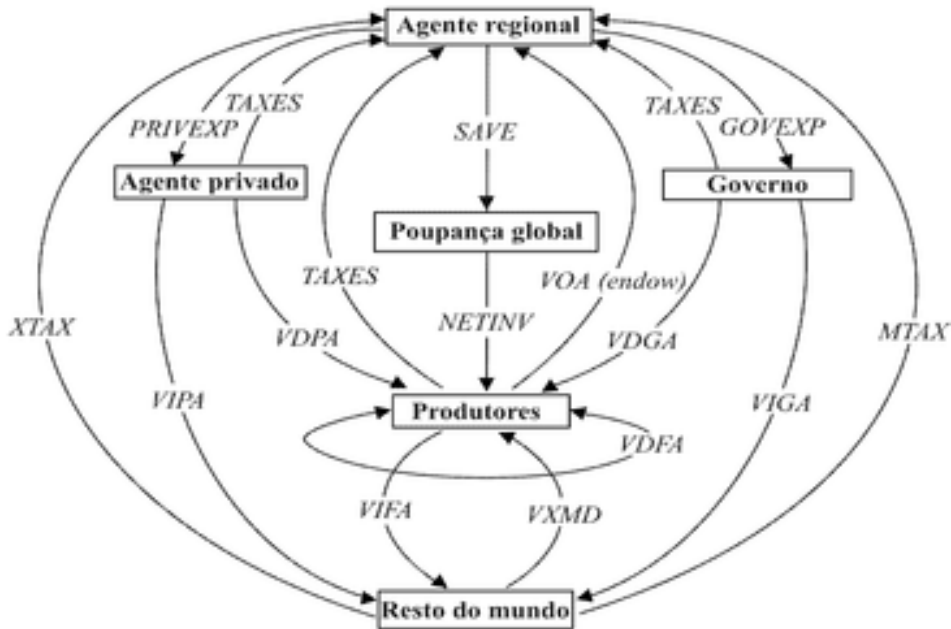 Agente regional
TAXES
PRIVEXP
TAXES
GOVEXP
SAVE
Agente privado
Governo
Poupança global
TAXES
VOA (endow)
XTAX
NETINV
MTAX
VDPA
VDGA
VIPA
Produtores
VIGA
VDFA
VIFA
VXMD
Resto do mundo